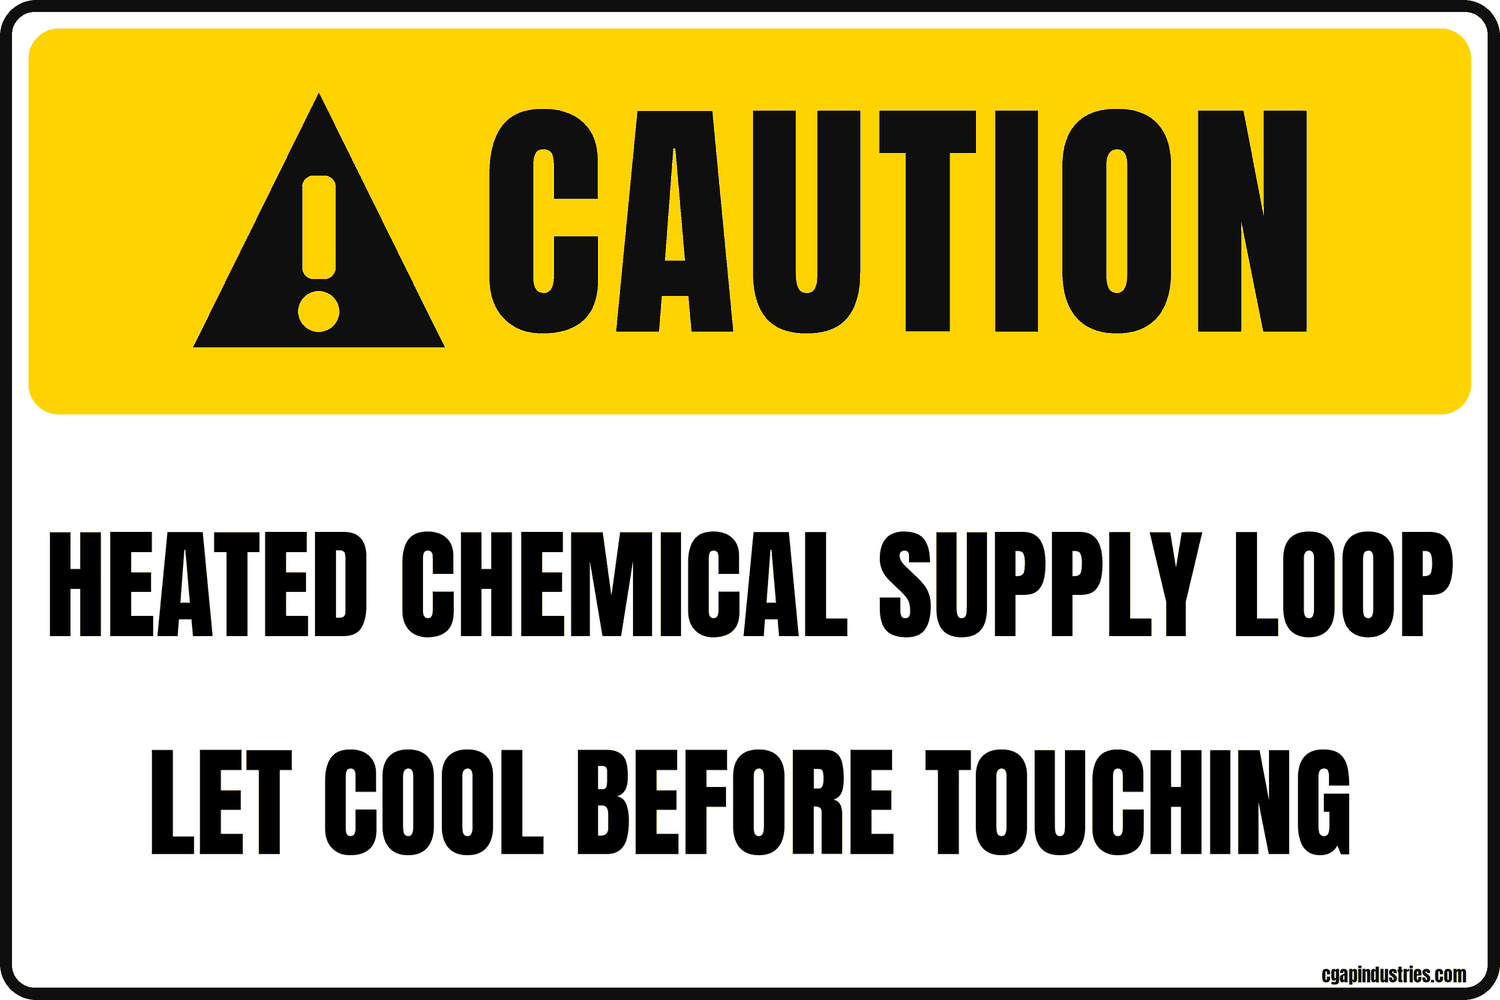 CAUTION
HEATED CHEMICAL SUPPLY LOOP
LET COOL BEFORE TOUCHING
cgapindustries.com